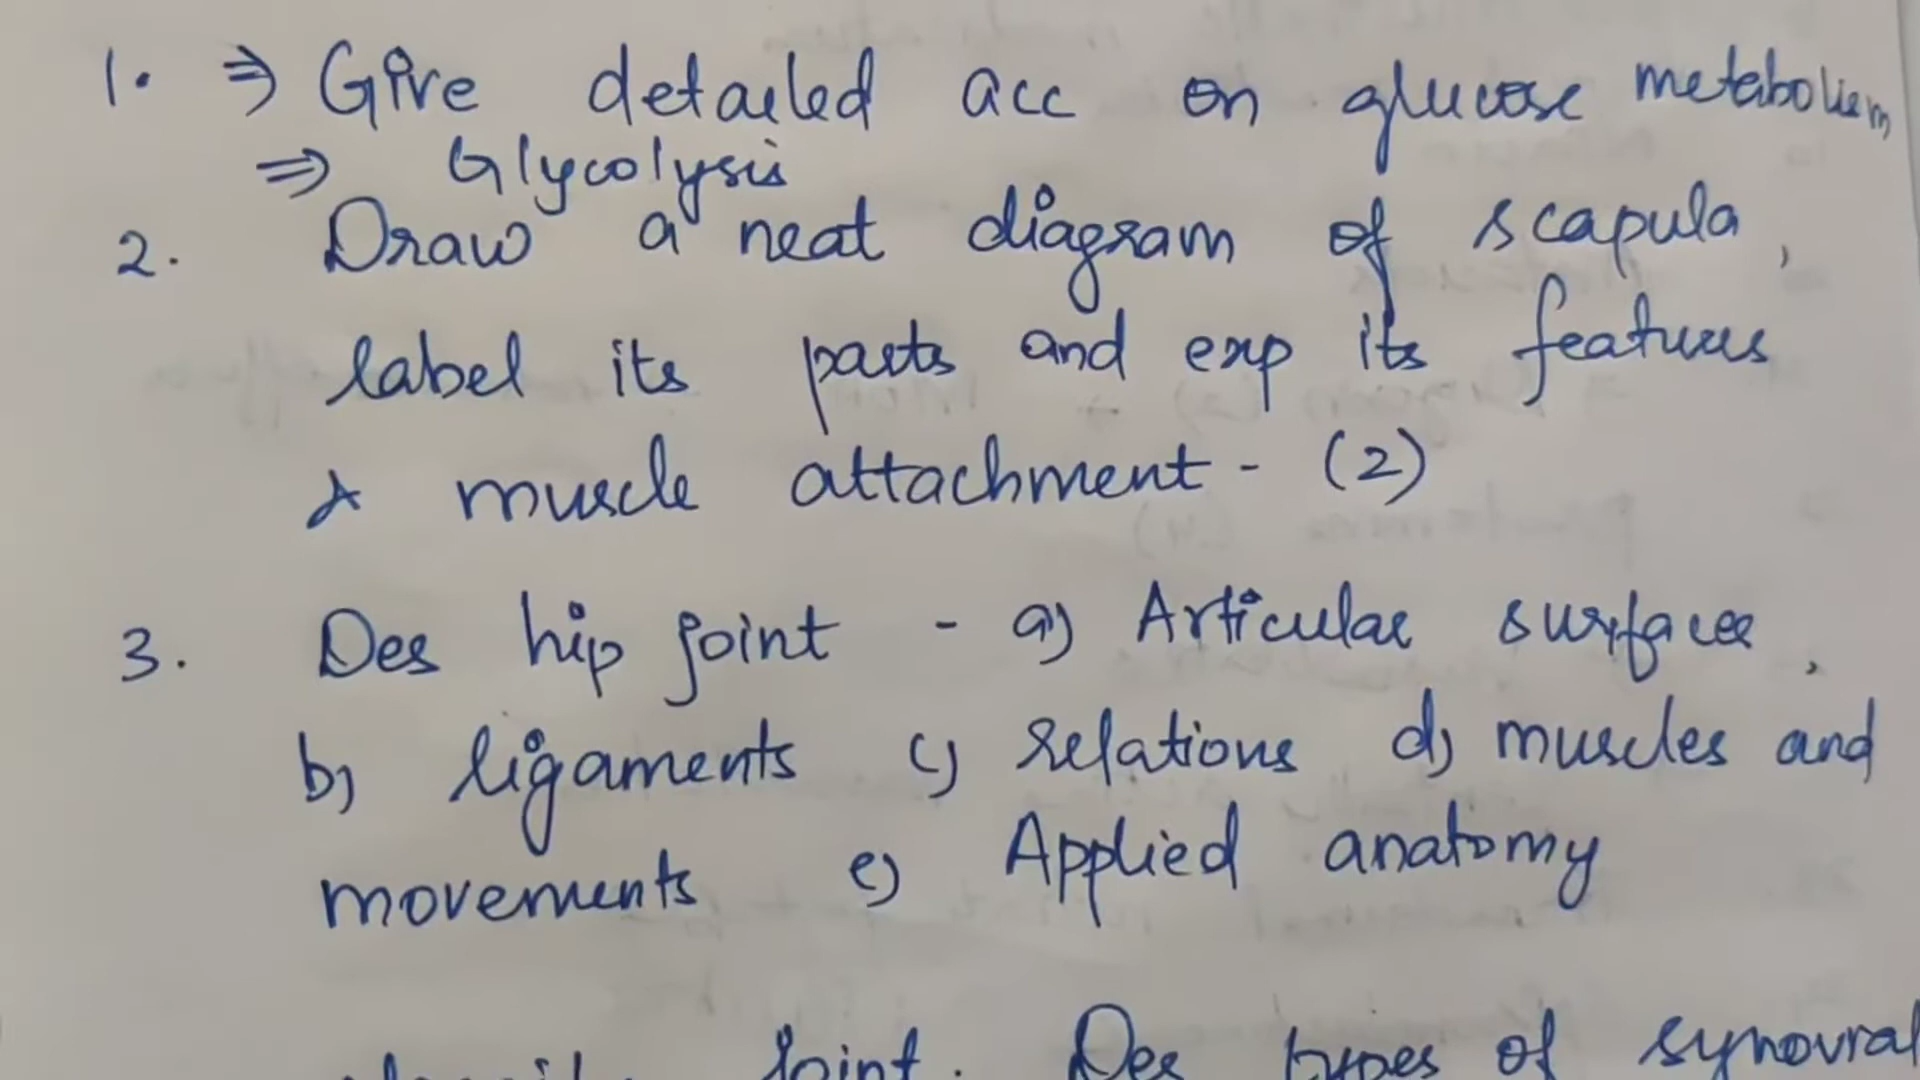 1. ⇒ Give detailed acc on glucose metabolism
⇒ Glycolysis
2. Draw a neat diagram of scapula,
label its parts and exp its features
& muscle attachment - (2)
3. Des hip joint - a) Articular surfaces,
b) ligaments c) relations d) muscles and
movements e) Applied anatomy
joint. Des types of synovial